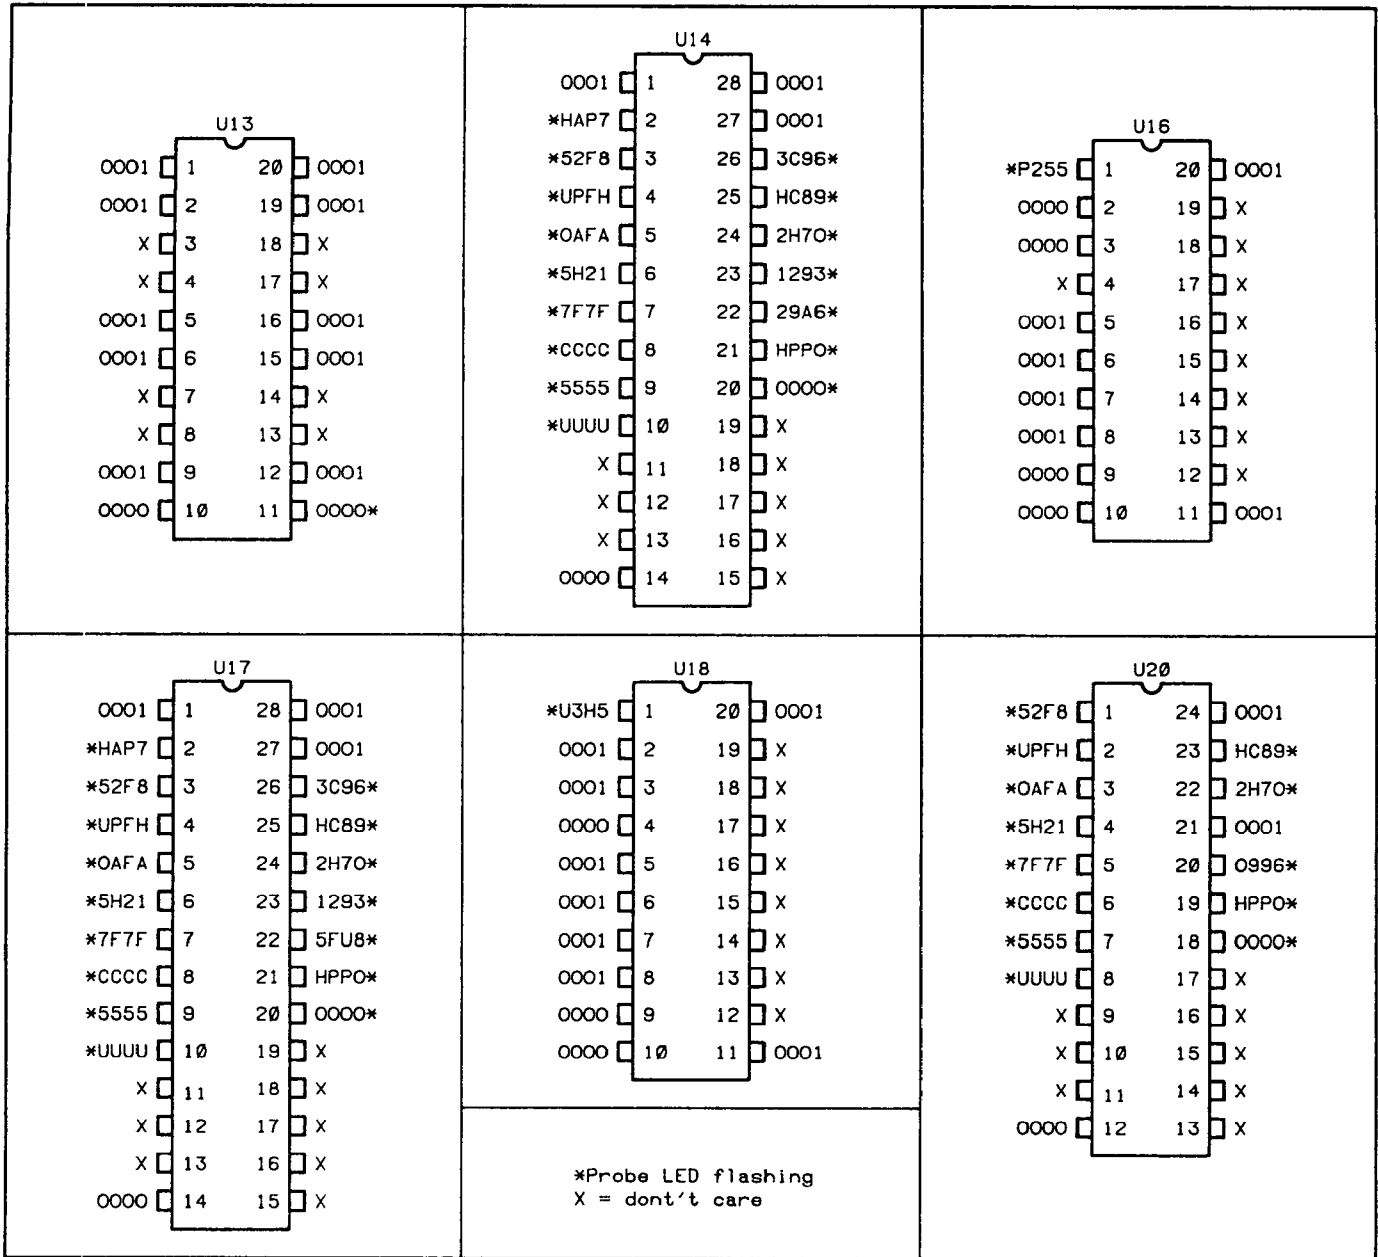 U13
0001 1 20 0001
0001 2 19 0001
X 3 18 X
X 4 17 X
0001 5 16 0001
0001 6 15 0001
X 7 14 X
X 8 13 X
0001 9 12 0001
0000 10 11 0000*
U14
0001 1 28 0001
*HAP7 2 27 0001
*52F8 3 26 3C96*
*UPFH 4 25 HC89*
*0AFA 5 24 2H70*
*5H21 6 23 1293*
*7F7F 7 22 29A6*
*CCCC 8 21 HPP0*
*5555 9 20 0000*
*UUUU 10 19 X
X 11 18 X
X 12 17 X
X 13 16 X
0000 14 15 X
U16
*P255 1 20 0001
0000 2 19 X
0000 3 18 X
X 4 17 X
0001 5 16 X
0001 6 15 X
0001 7 14 X
0001 8 13 X
0000 9 12 X
0000 10 11 0001
U17
0001 1 28 0001
*HAP7 2 27 0001
*52F8 3 26 3C96*
*UPFH 4 25 HC89*
*0AFA 5 24 2H70*
*5H21 6 23 1293*
*7F7F 7 22 5FU8*
*CCCC 8 21 HPP0*
*5555 9 20 0000*
*UUUU 10 19 X
X 11 18 X
X 12 17 X
X 13 16 X
0000 14 15 X
U18
*U3H5 1 20 0001
0001 2 19 X
0001 3 18 X
0000 4 17 X
0001 5 16 X
0001 6 15 X
0001 7 14 X
0001 8 13 X
0000 9 12 X
0000 10 11 0001
*Probe LED flashing
X = dont't care
U20
*52F8 1 24 0001
*UPFH 2 23 HC89*
*0AFA 3 22 2H70*
*5H21 4 21 0001
*7F7F 5 20 0996*
*CCCC 6 19 HPP0*
*5555 7 18 0000*
*UUUU 8 17 X
X 9 16 X
X 10 15 X
X 11 14 X
0000 12 13 X